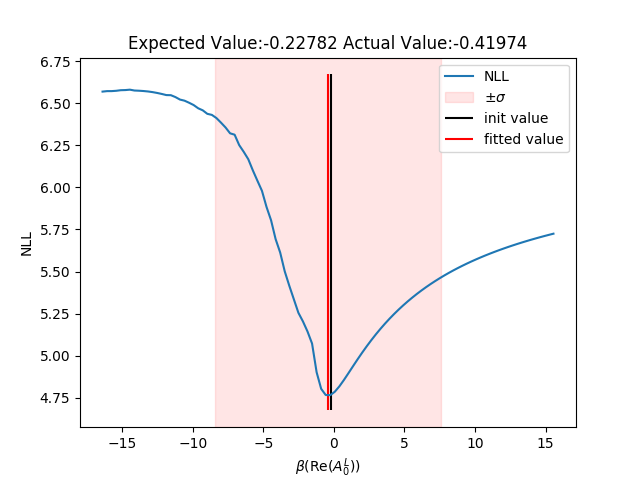 Expected Value:-0.22782 Actual Value:-0.41974
NLL
±σ
init value
fitted value
6.75
6.50
6.25
6.00
5.75
5.50
5.25
5.00
4.75
NLL
−15
−10
−5
0
5
10
15
β(Re(A₀ᴸ))